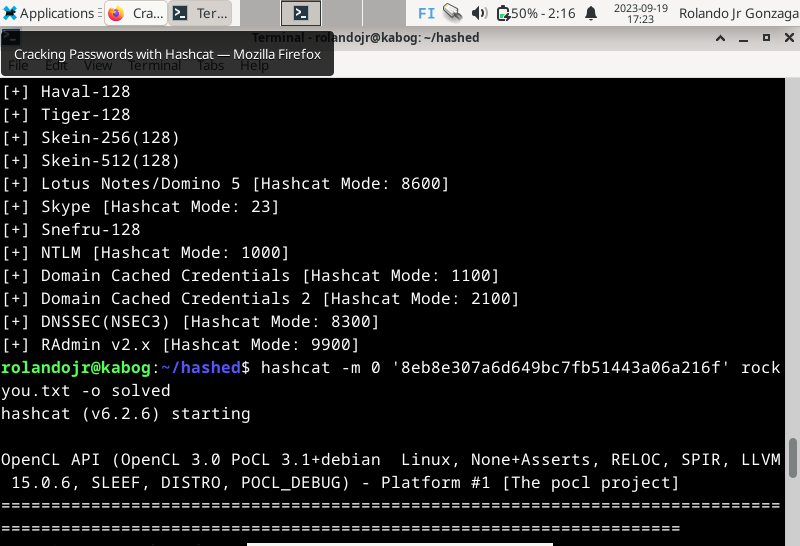 Applications
Cra...
Ter...
FI
50% - 2:16
2023-09-19
17:23
Rolando Jr Gonzaga
Terminal - rolandojr@kabog: ~/hashed
Cracking Passwords with Hashcat — Mozilla Firefox
File Edit View Terminal Tabs Help
[+] Haval-128
[+] Tiger-128
[+] Skein-256(128)
[+] Skein-512(128)
[+] Lotus Notes/Domino 5 [Hashcat Mode: 8600]
[+] Skype [Hashcat Mode: 23]
[+] Snefru-128
[+] NTLM [Hashcat Mode: 1000]
[+] Domain Cached Credentials [Hashcat Mode: 1100]
[+] Domain Cached Credentials 2 [Hashcat Mode: 2100]
[+] DNSSEC(NSEC3) [Hashcat Mode: 8300]
[+] RAdmin v2.x [Hashcat Mode: 9900]
rolandojr@kabog:~/hashed$ hashcat -m 0 '8eb8e307a6d649bc7fb51443a06a216f' rock
you.txt -o solved
hashcat (v6.2.6) starting
OpenCL API (OpenCL 3.0 PoCL 3.1+debian  Linux, None+Asserts, RELOC, SPIR, LLVM
 15.0.6, SLEEF, DISTRO, POCL_DEBUG) - Platform #1 [The pocl project]
==============================================================================
====================================================================